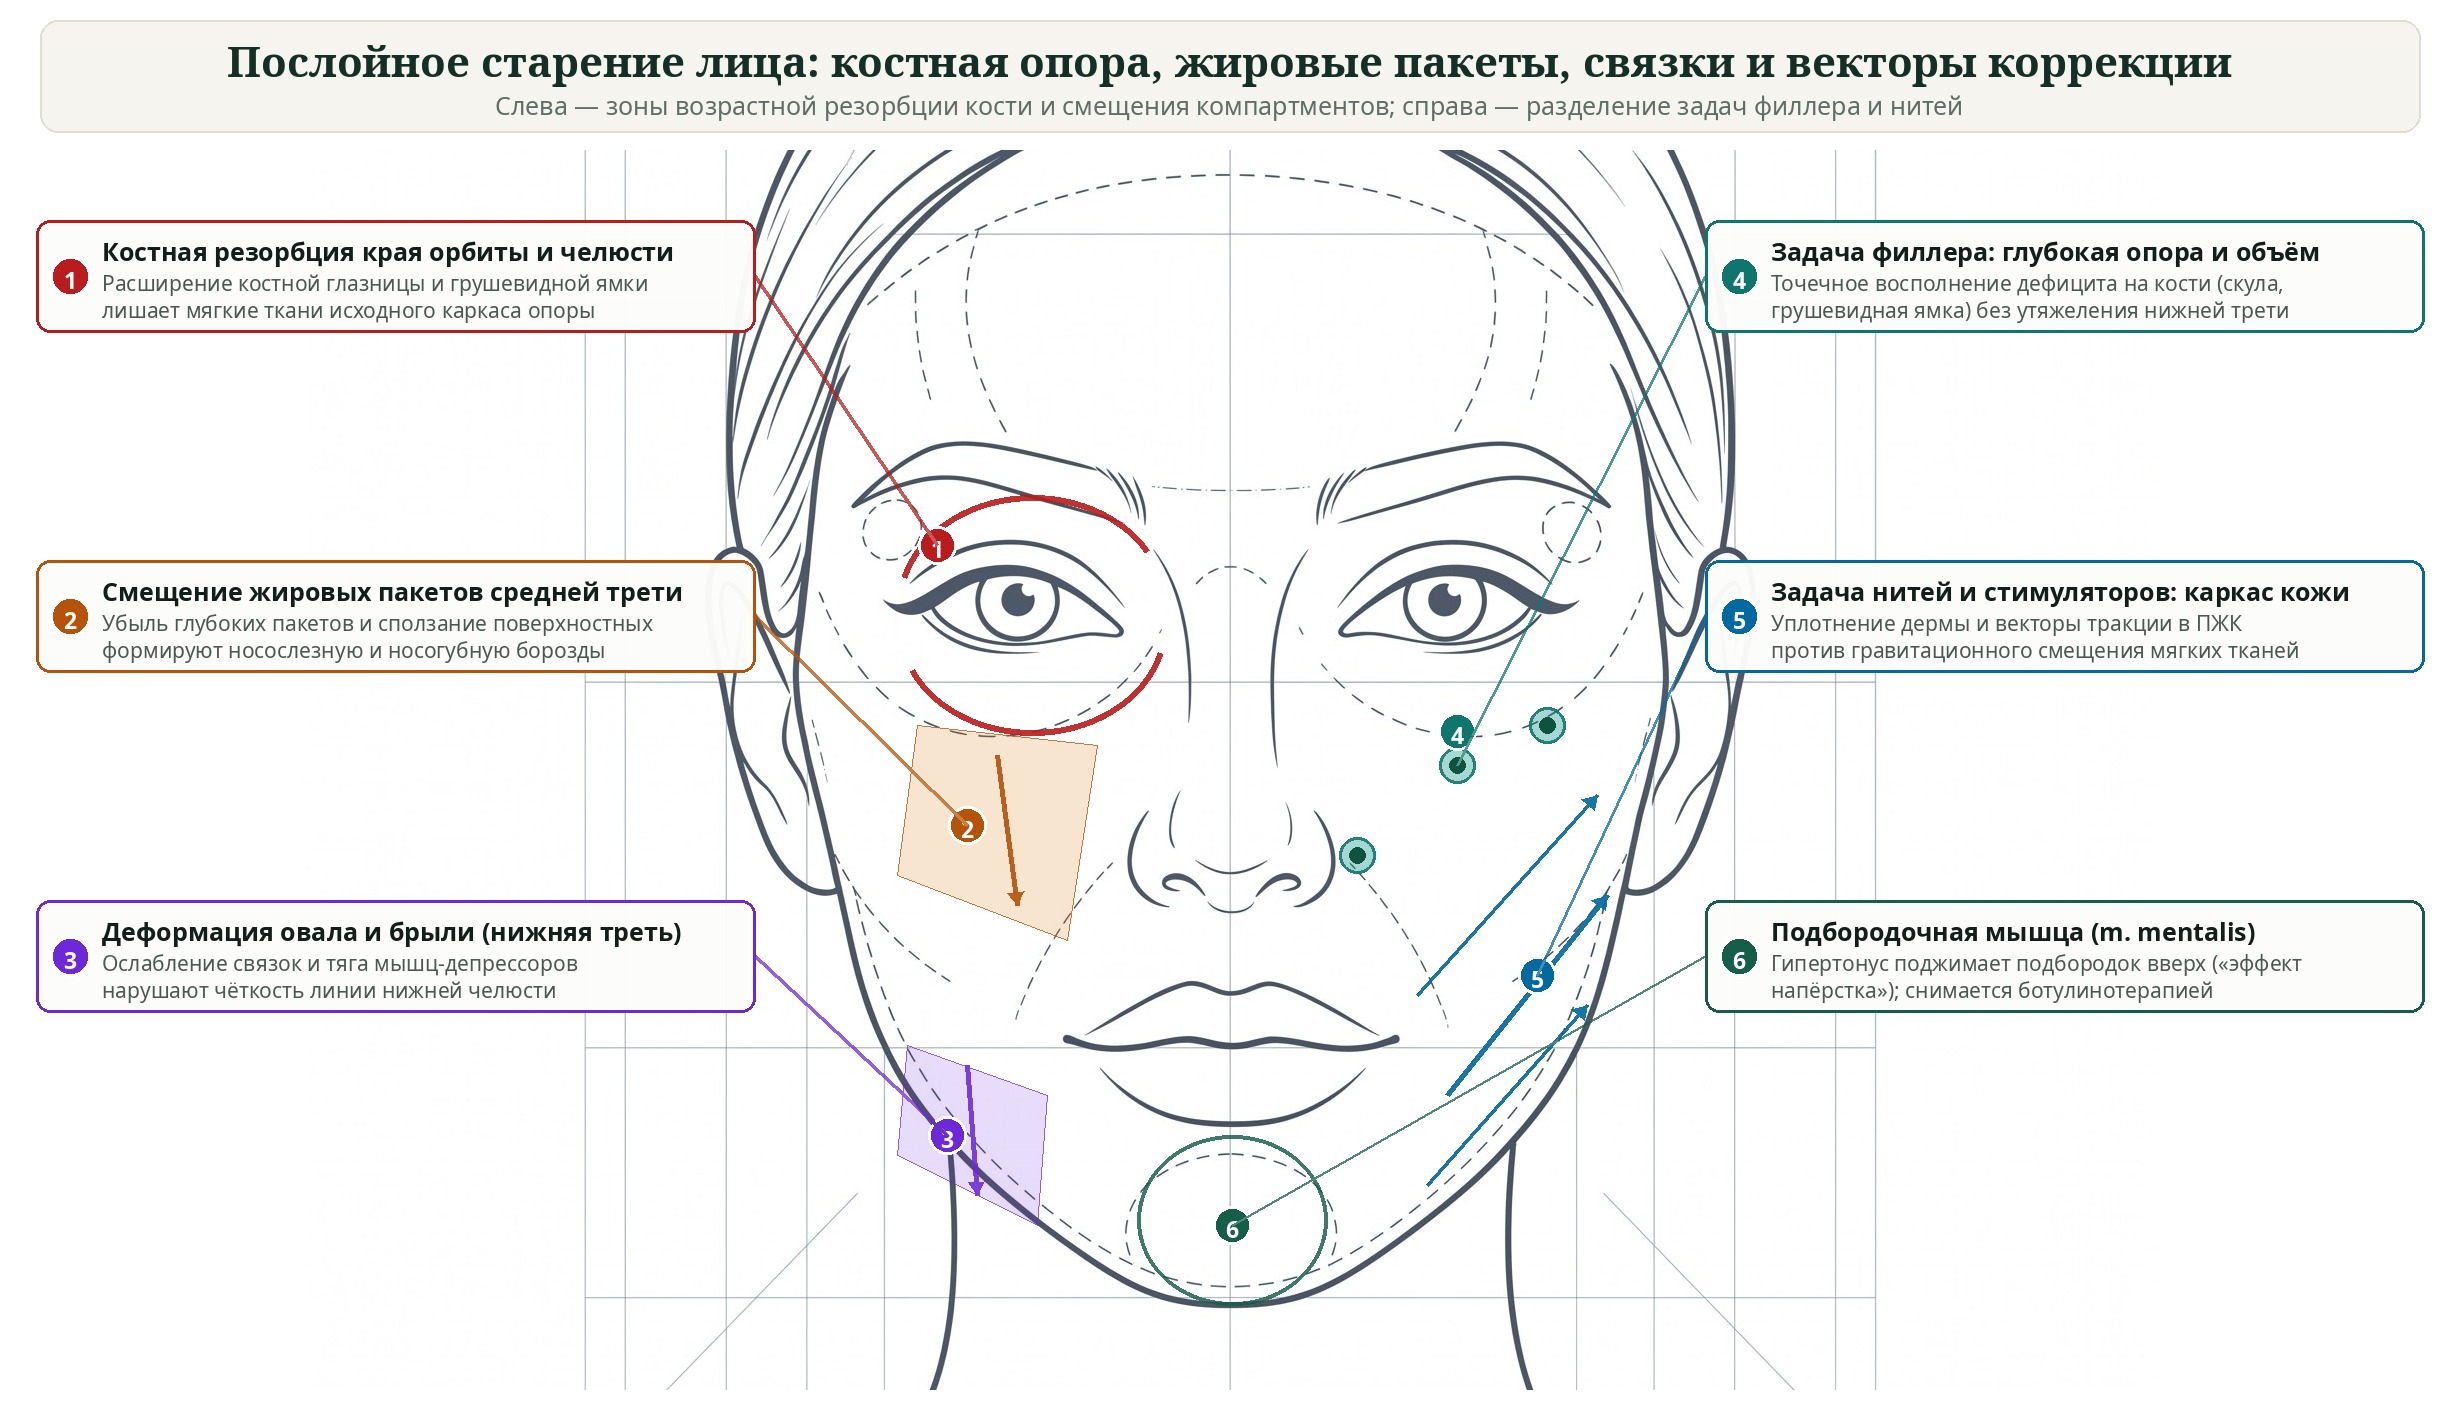 Послойное старение лица: костная опора, жировые пакеты, связки и векторы коррекции
Слева — зоны возрастной резорбции кости и смещения компартментов; справа — разделение задач филлера и нитей
1
Костная резорбция края орбиты и челюсти
Расширение костной глазницы и грушевидной ямки
лишает мягкие ткани исходного каркаса опоры
2
Смещение жировых пакетов средней трети
Убыль глубоких пакетов и сползание поверхностных
формируют носослезную и носогубную борозды
3
Деформация овала и брыли (нижняя треть)
Ослабление связок и тяга мышц-депрессоров
нарушают чёткость линии нижней челюсти
4
Задача филлера: глубокая опора и объём
Точечное восполнение дефицита на кости (скула,
грушевидная ямка) без утяжеления нижней трети
5
Задача нитей и стимуляторов: каркас кожи
Уплотнение дермы и векторы тракции в ПЖК
против гравитационного смещения мягких тканей
6
Подбородочная мышца (m. mentalis)
Гипертонус поджимает подбородок вверх («эффект
напёрстка»); снимается ботулинотерапией
1
2
3
4
5
6